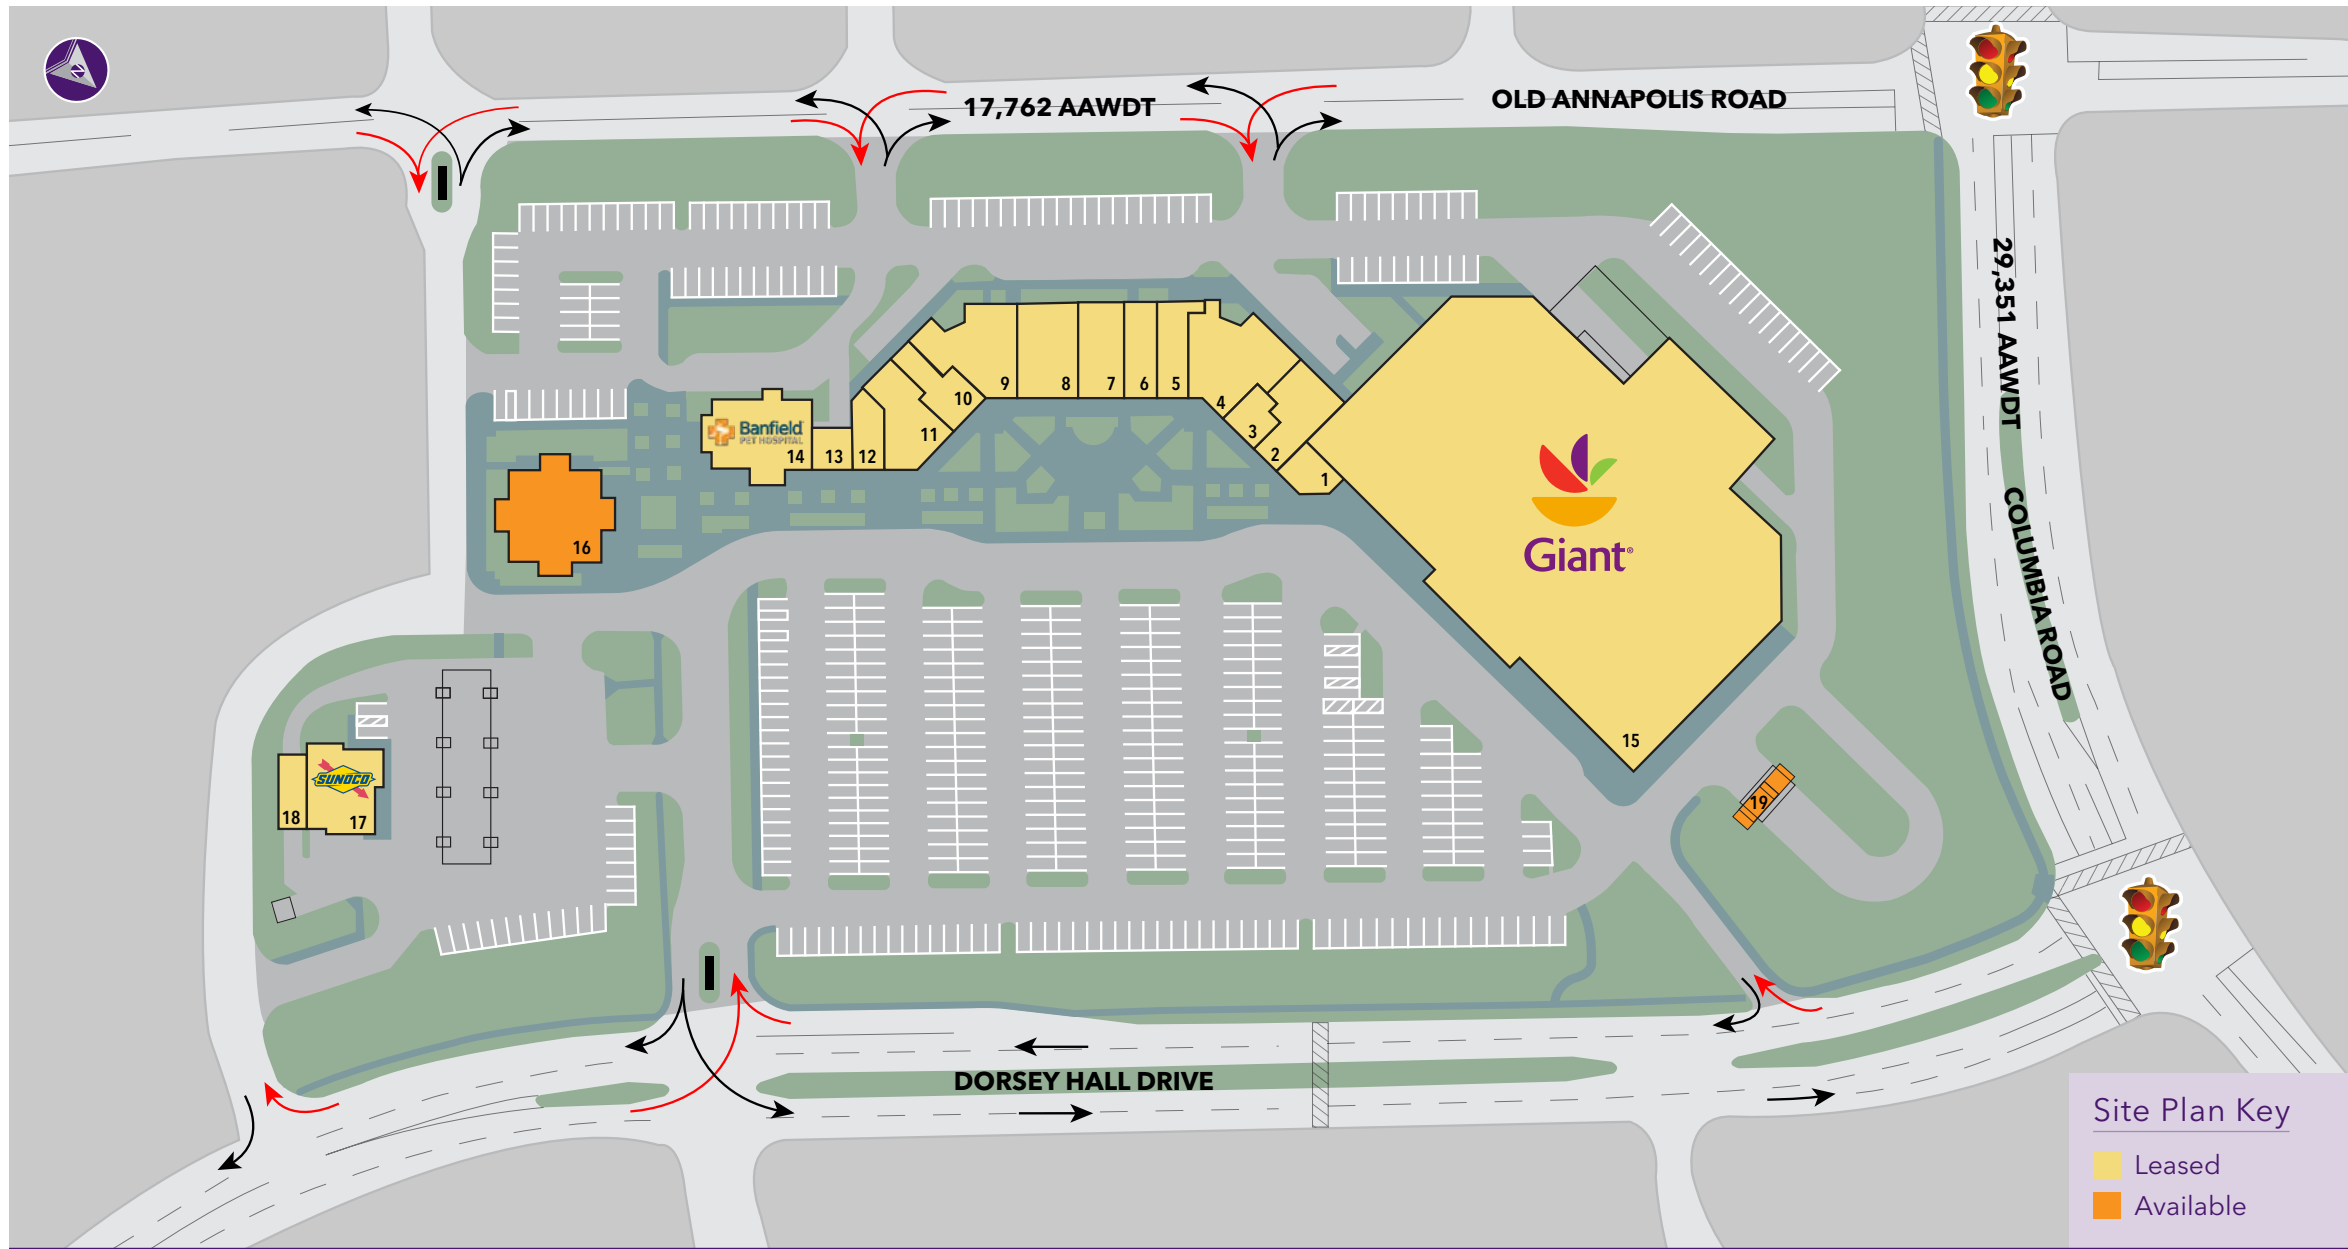 17,762 AAWDT
OLD ANNAPOLIS ROAD
29,351 AAWDT
COLUMBIA ROAD
9
8
7
6
5
10
4
11
3
Banfield®
PET HOSPITAL
14
13
12
2
1
16
Giant®
15
SUNOCO
18
17
19
DORSEY HALL DRIVE
Site Plan Key
Leased
Available